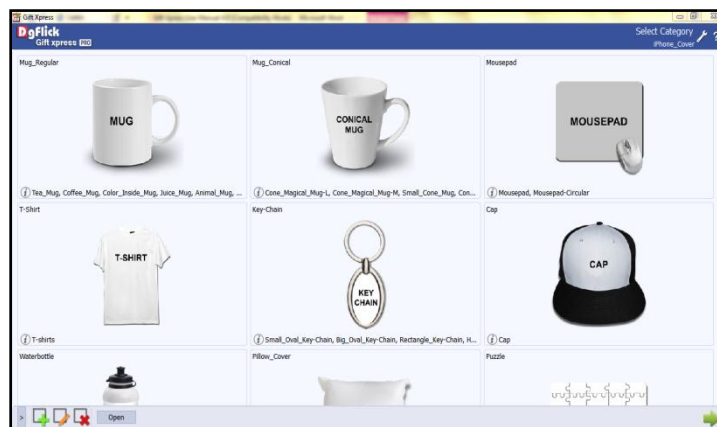 Gift Xpress
DgFlick
Gift xpress PRO
Select Category
iPhone_Cover
?
Mug_Regular
MUG
i Tea_Mug, Coffee_Mug, Color_Inside_Mug, Juice_Mug, Animal_Mug, ...
Mug_Conical
CONICAL
MUG
i Cone_Magical_Mug-L, Cone_Magical_Mug-M, Small_Cone_Mug, Con...
Mousepad
MOUSEPAD
i Mousepad, Mousepad-Circular
T-Shirt
T-SHIRT
i T-shirts
Key-Chain
KEY
CHAIN
i Small_Oval_Key-Chain, Big_Oval_Key-Chain, Rectangle_Key-Chain, H...
Cap
CAP
i Cap
Waterbottle
Pillow_Cover
Puzzle
> Open